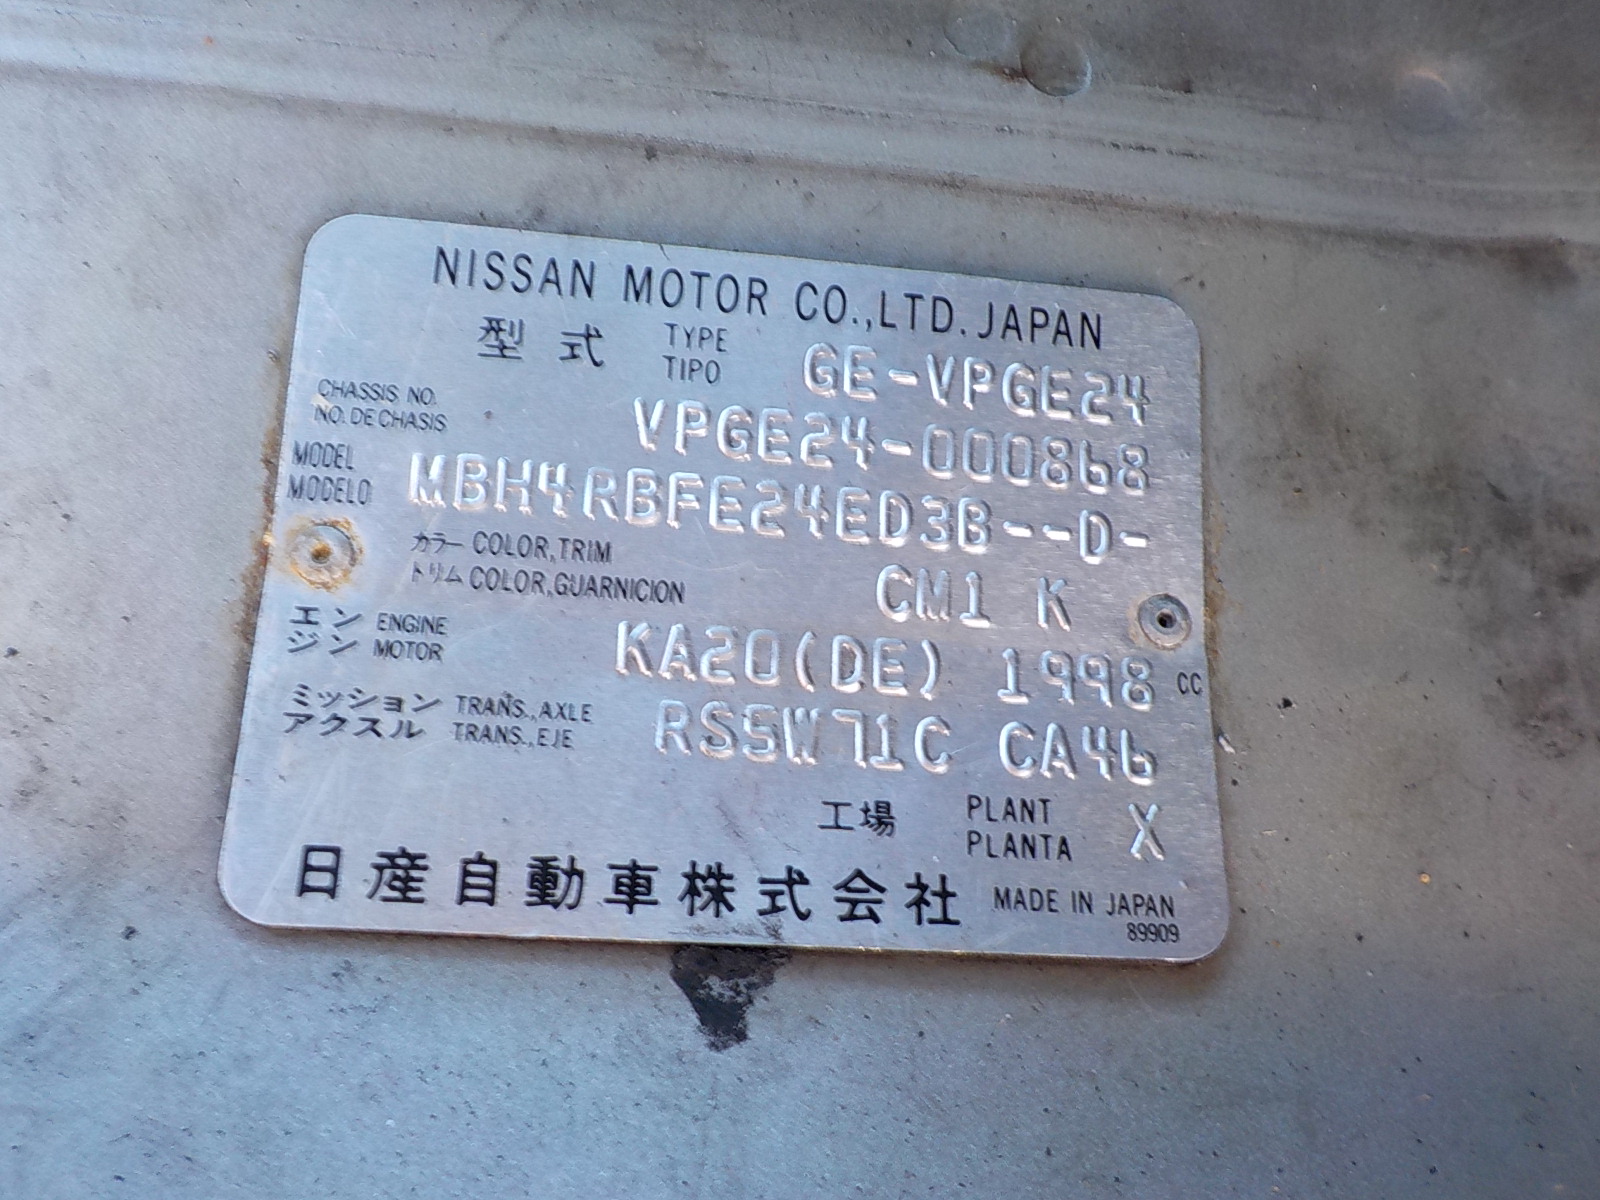 NISSAN MOTOR CO.,LTD. JAPAN
型式 TYPE TIPO GE-VPGE24
CHASSIS NO. NO. DE CHASIS VPGE24-000868
MODEL MODELO MBH4RBFE24ED3B--D-
カラー COLOR,TRIM
トリム COLOR,GUARNICION CM1 K
エン ENGINE
ジン MOTOR KA20(DE) 1998 CC
ミッション TRANS.,AXLE
アクスル TRANS.,EJE RS5W71C CA46
工場 PLANT PLANTA X
日産自動車株式会社 MADE IN JAPAN
89909